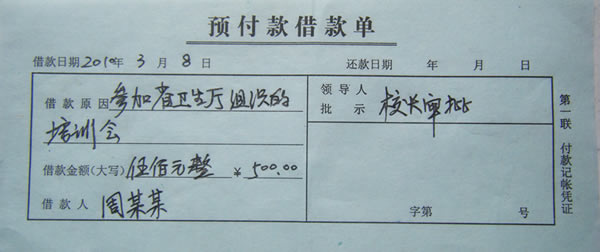 预付款借款单
借款日期2010年3月8日 还款日期 年 月 日
借款原因参加省卫生厅组织的
培训会
借款金额(大写)伍佰元整 ¥500.00
借款人 周某某
领导人
批示 校长审批
字第 号
第一联 付款记帐凭证